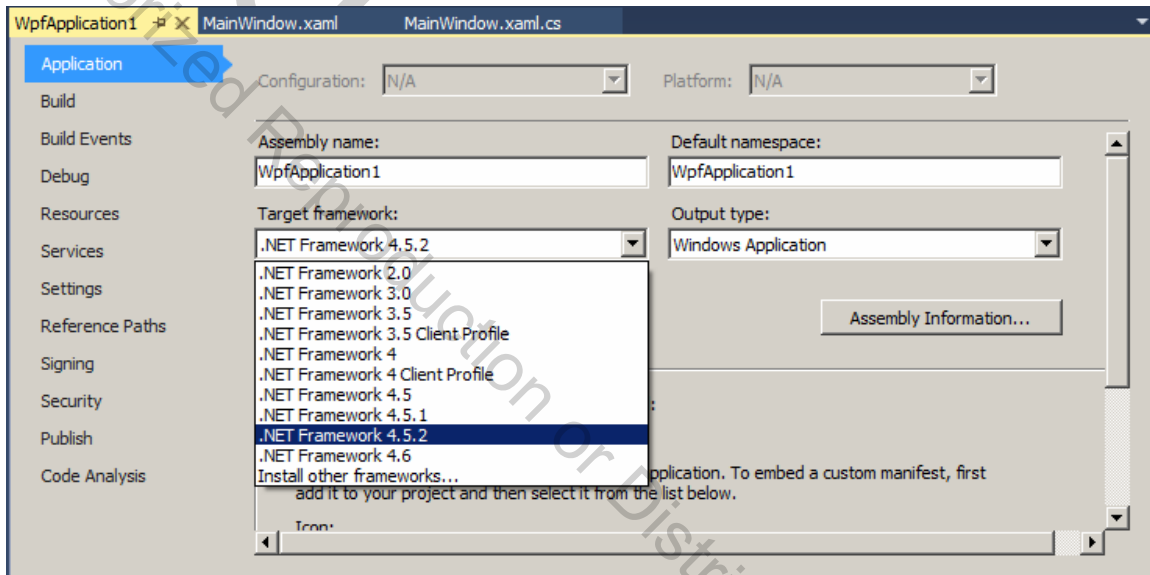 WpfApplication1 MainWindow.xaml MainWindow.xaml.cs
Application
Build
Build Events
Debug
Resources
Services
Settings
Reference Paths
Signing
Security
Publish
Code Analysis
Configuration: N/A Platform: N/A
Assembly name: Default namespace:
WpfApplication1 WpfApplication1
Target framework: Output type:
.NET Framework 4.5.2 Windows Application
.NET Framework 2.0
.NET Framework 3.0
.NET Framework 3.5
.NET Framework 3.5 Client Profile
.NET Framework 4
.NET Framework 4 Client Profile
.NET Framework 4.5
.NET Framework 4.5.1
.NET Framework 4.5.2
.NET Framework 4.6
Install other frameworks...
Assembly Information...
pplication. To embed a custom manifest, first
add it to your project and then select it from the list below.
Icon:
orized Reproduction or Distri